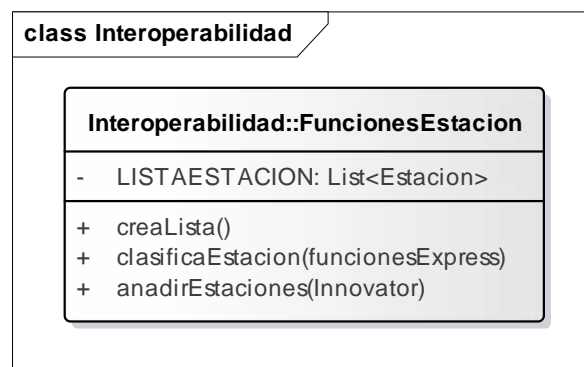 class Interoperabilidad
Interoperabilidad::FuncionesEstacion
- LISTAESTACION: List<Estacion>
+ creaLista()
+ clasificaEstacion(funcionesExpress)
+ anadirEstaciones(Innovator)